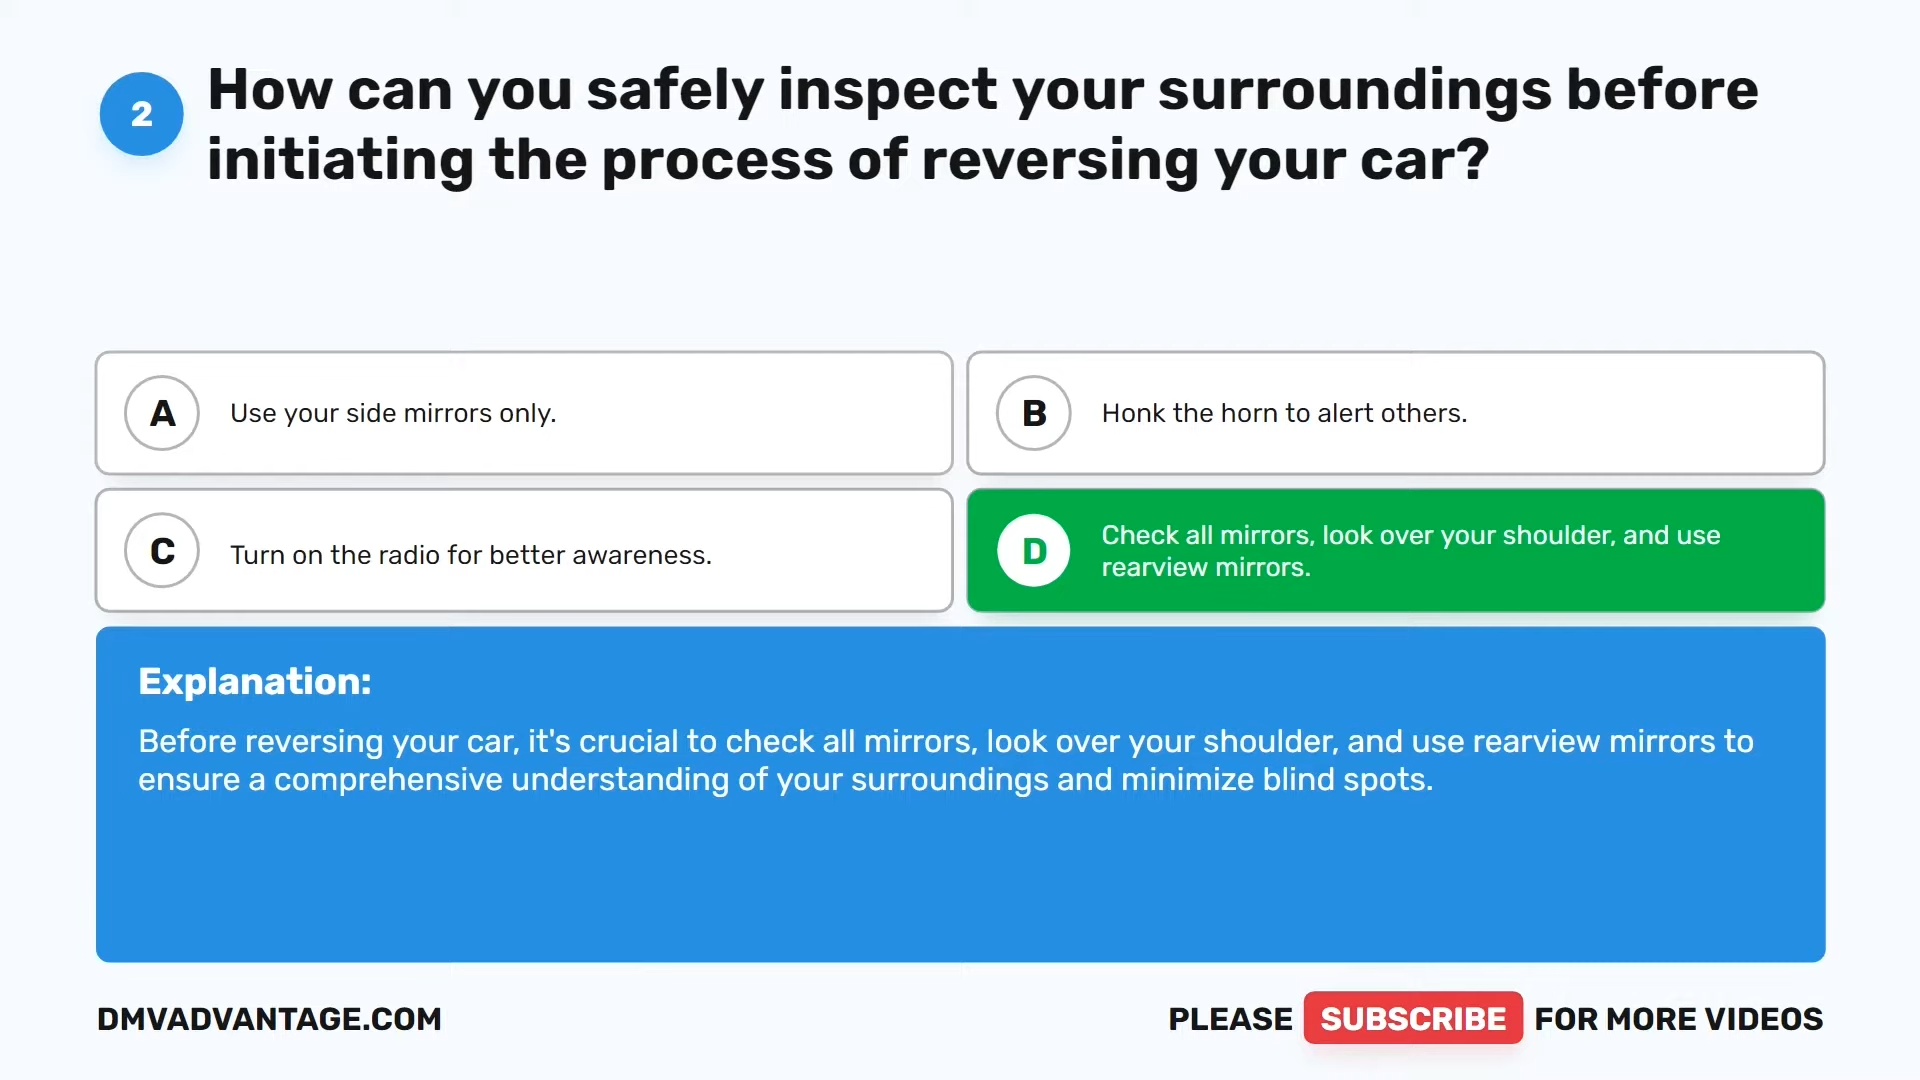 2
How can you safely inspect your surroundings before
initiating the process of reversing your car?
A
Use your side mirrors only.
B
Honk the horn to alert others.
C
Turn on the radio for better awareness.
D
Check all mirrors, look over your shoulder, and use
rearview mirrors.
Explanation:
Before reversing your car, it's crucial to check all mirrors, look over your shoulder, and use rearview mirrors to
ensure a comprehensive understanding of your surroundings and minimize blind spots.
DMVADVANTAGE.COM
PLEASE SUBSCRIBE FOR MORE VIDEOS